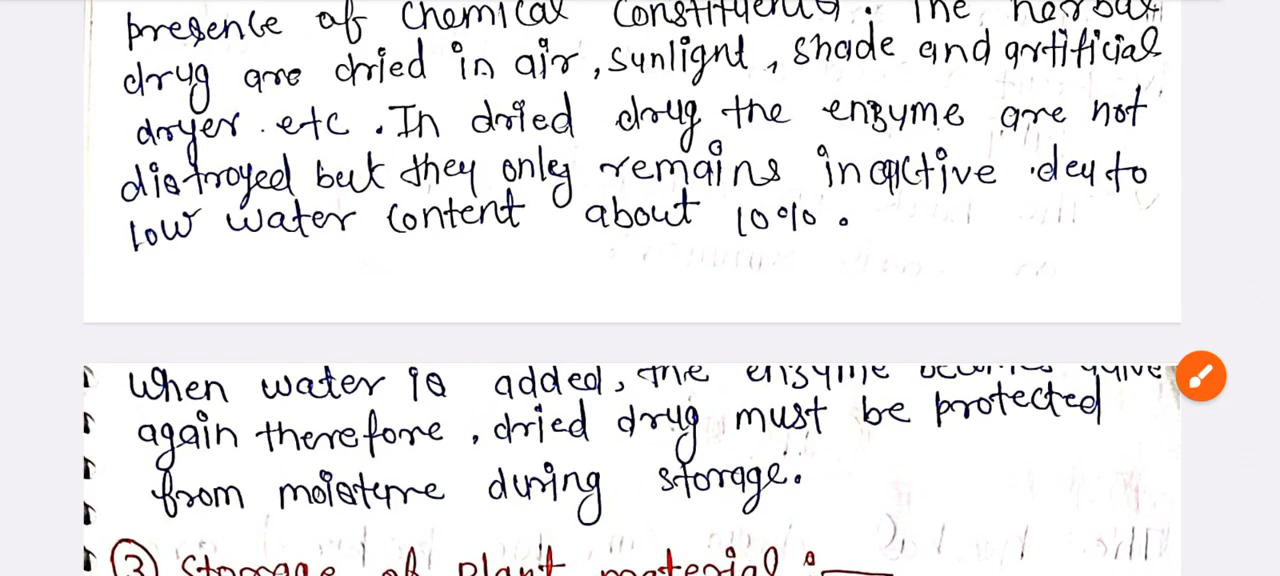 presence of chemical constituents. The herbal
drug are dried in air, sunlight, shade and artificial
dryer etc. In dried drug the enzyme are not
distroyed but they only remains inactive deu to
low water content about 10%.
When water is added, the enzyme becomes active
again therefore, dried drug must be protected
from moisture during storage.
③ Storage of plant material :